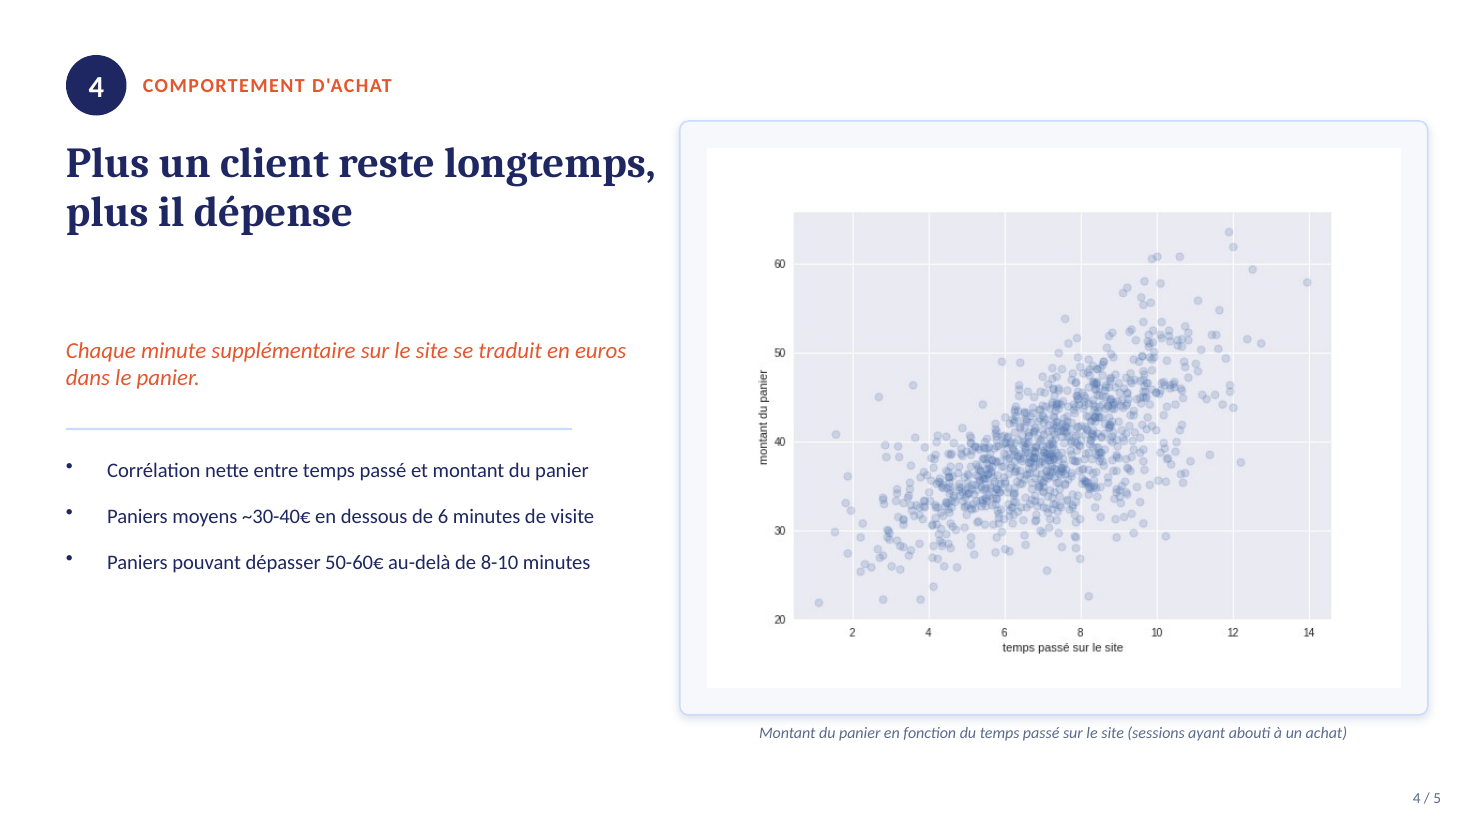 4
COMPORTEMENT D'ACHAT
Plus un client reste longtemps,
plus il dépense
Chaque minute supplémentaire sur le site se traduit en euros
dans le panier.
• Corrélation nette entre temps passé et montant du panier
• Paniers moyens ~30-40€ en dessous de 6 minutes de visite
• Paniers pouvant dépasser 50-60€ au-delà de 8-10 minutes
montant du panier
60
50
40
30
20
2 4 6 8 10 12 14
temps passé sur le site
Montant du panier en fonction du temps passé sur le site (sessions ayant abouti à un achat)
4 / 5